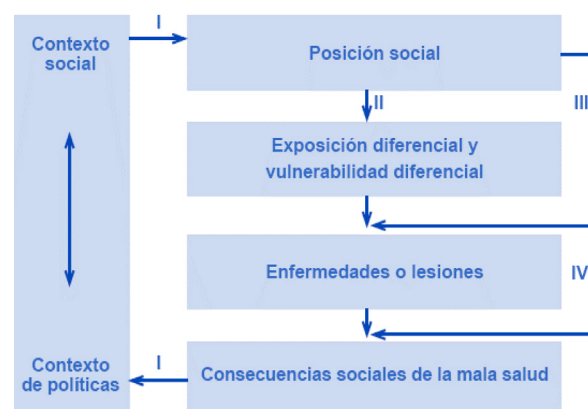 Contexto
social
I
Posición social
II
III
Exposición diferencial y
vulnerabilidad diferencial
Enfermedades o lesiones
IV
Contexto
de políticas
I
Consecuencias sociales de la mala salud